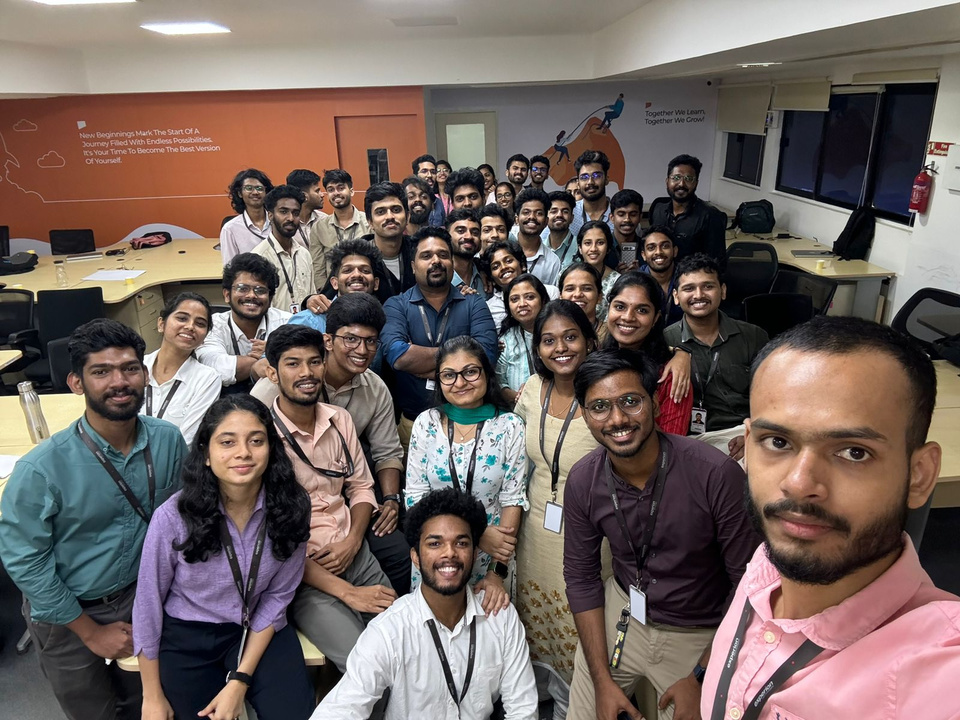 New Beginnings Mark The Start Of A
Journey Filled With Endless Possibilities.
It's Your Time To Become The Best Version
Of Yourself.
Together We Learn,
Together We Grow!
experion